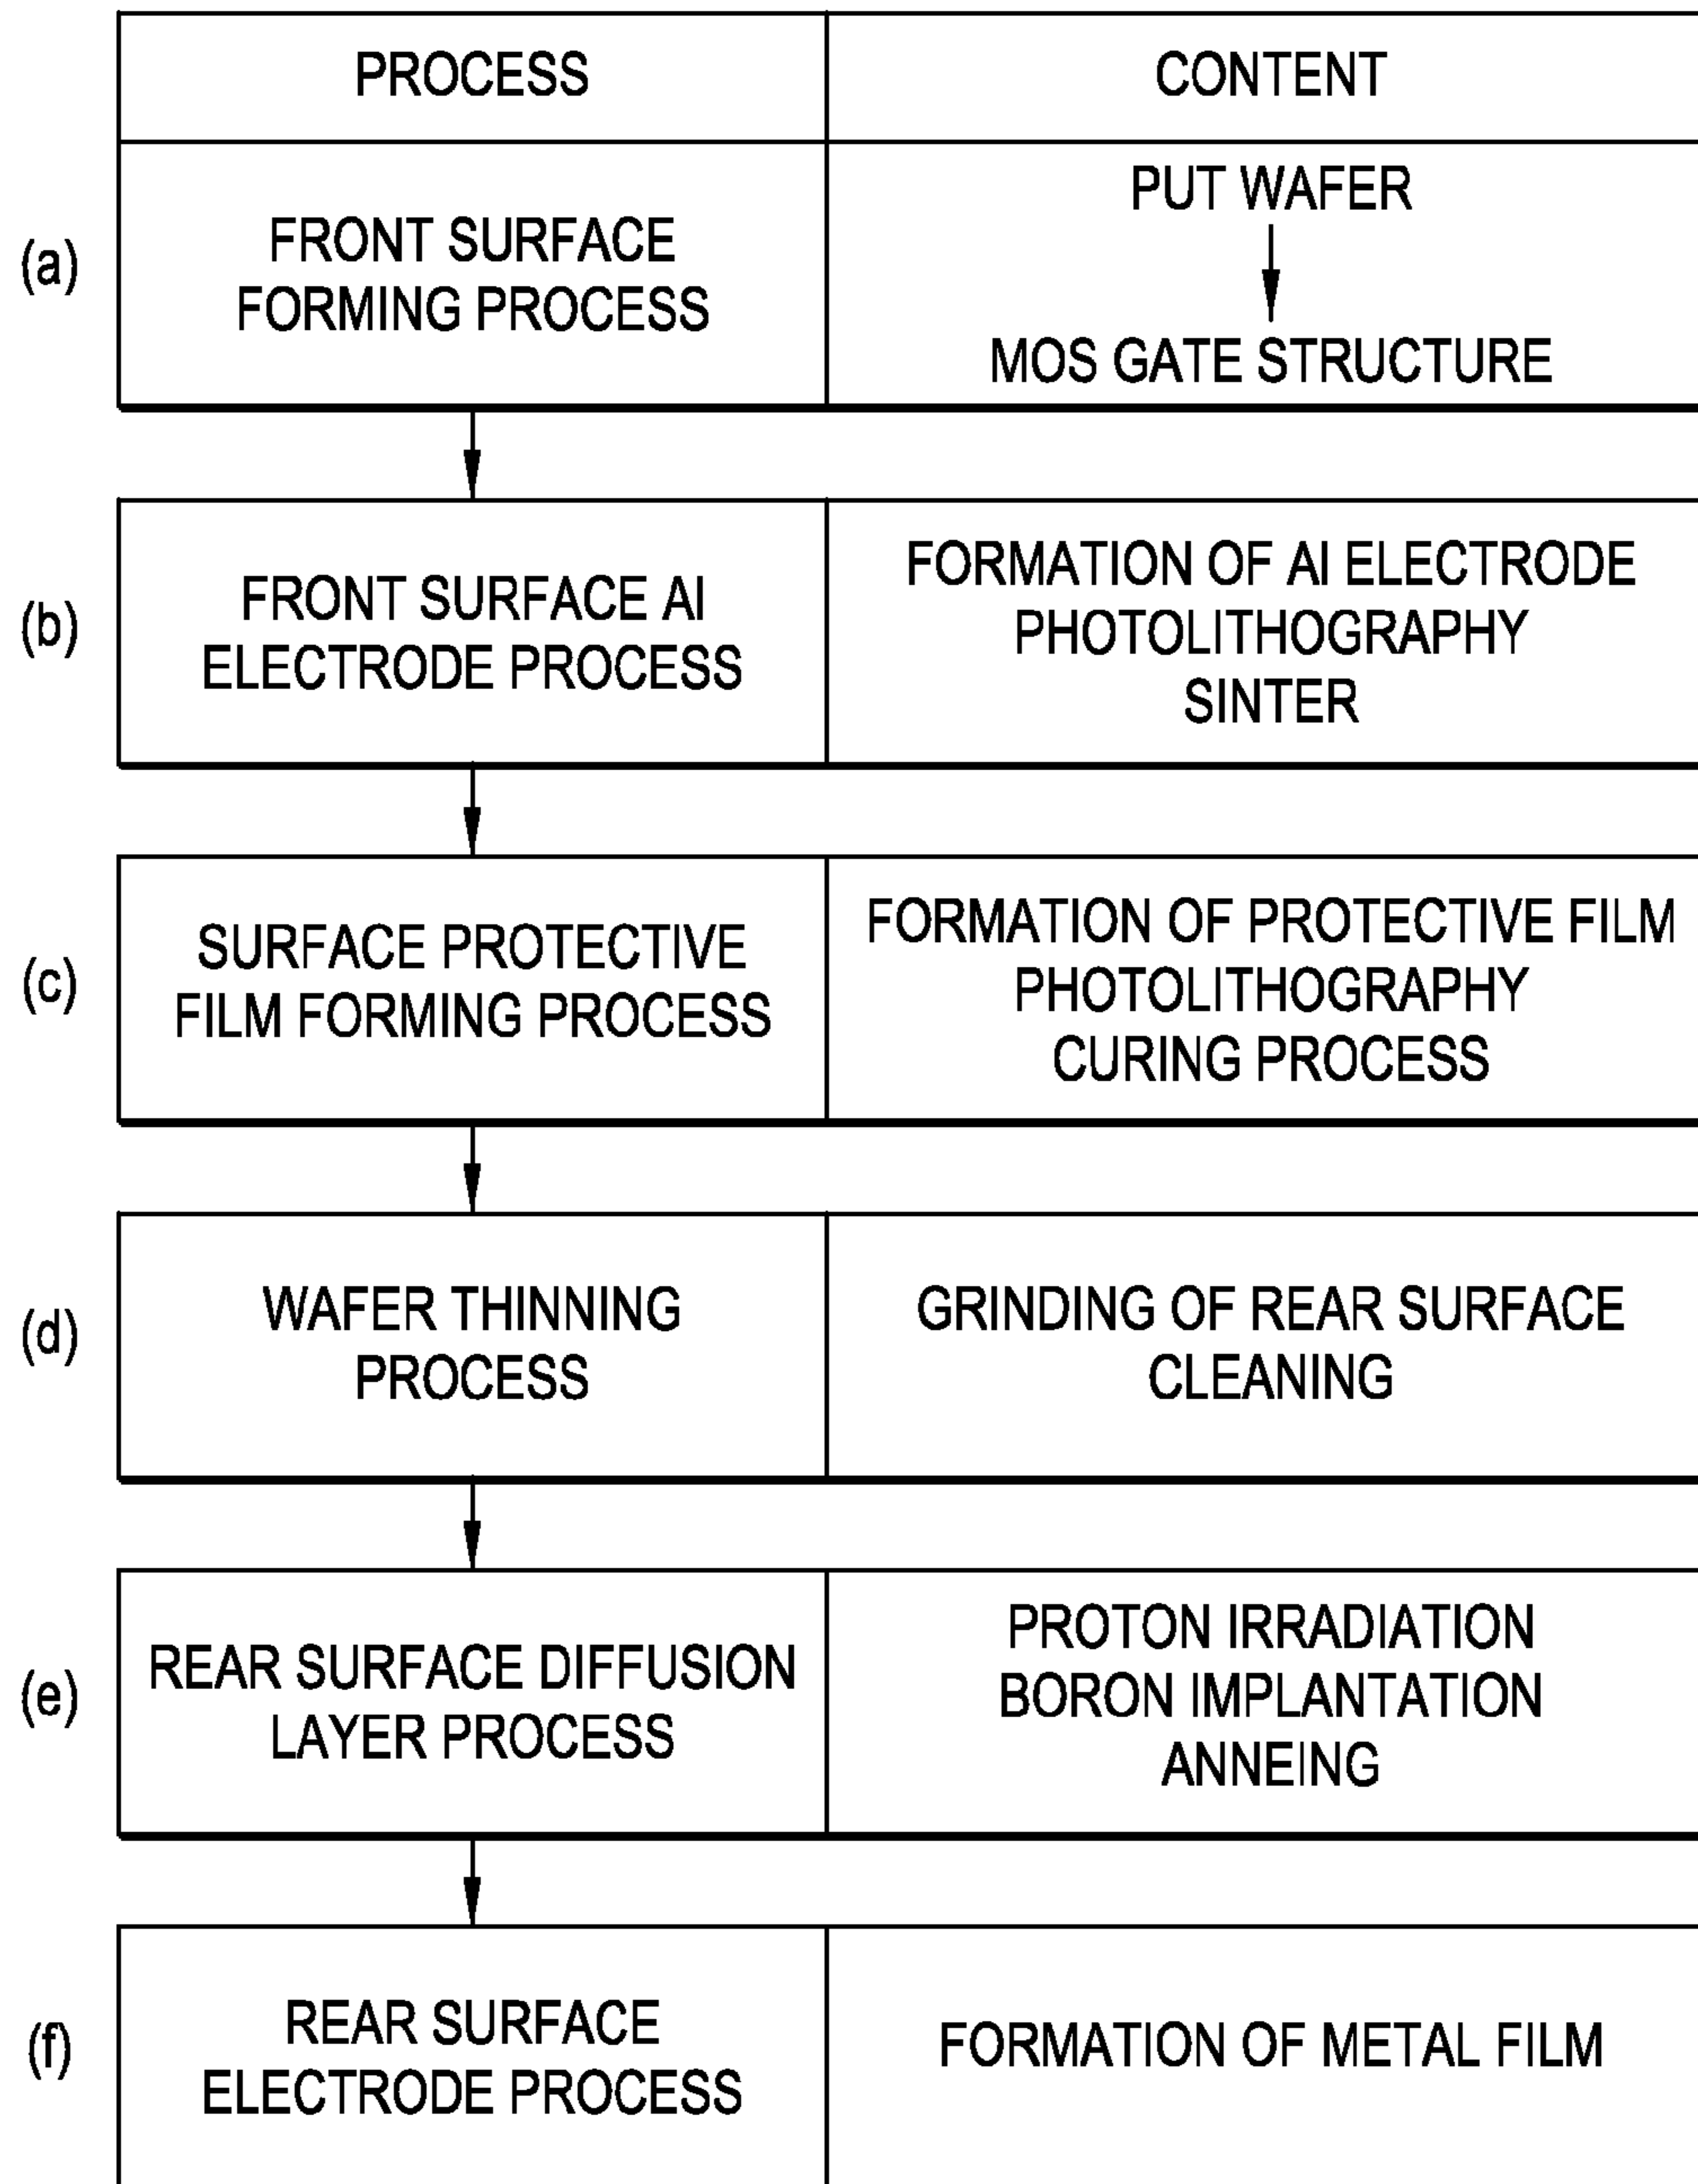 PROCESS
CONTENT
(a)
FRONT SURFACE
FORMING PROCESS
PUT WAFER
MOS GATE STRUCTURE
(b)
FRONT SURFACE Al
ELECTRODE PROCESS
FORMATION OF Al ELECTRODE
PHOTOLITHOGRAPHY
SINTER
(c)
SURFACE PROTECTIVE
FILM FORMING PROCESS
FORMATION OF PROTECTIVE FILM
PHOTOLITHOGRAPHY
CURING PROCESS
(d)
WAFER THINNING
PROCESS
GRINDING OF REAR SURFACE
CLEANING
(e)
REAR SURFACE DIFFUSION
LAYER PROCESS
PROTON IRRADIATION
BORON IMPLANTATION
ANNEING
(f)
REAR SURFACE
ELECTRODE PROCESS
FORMATION OF METAL FILM